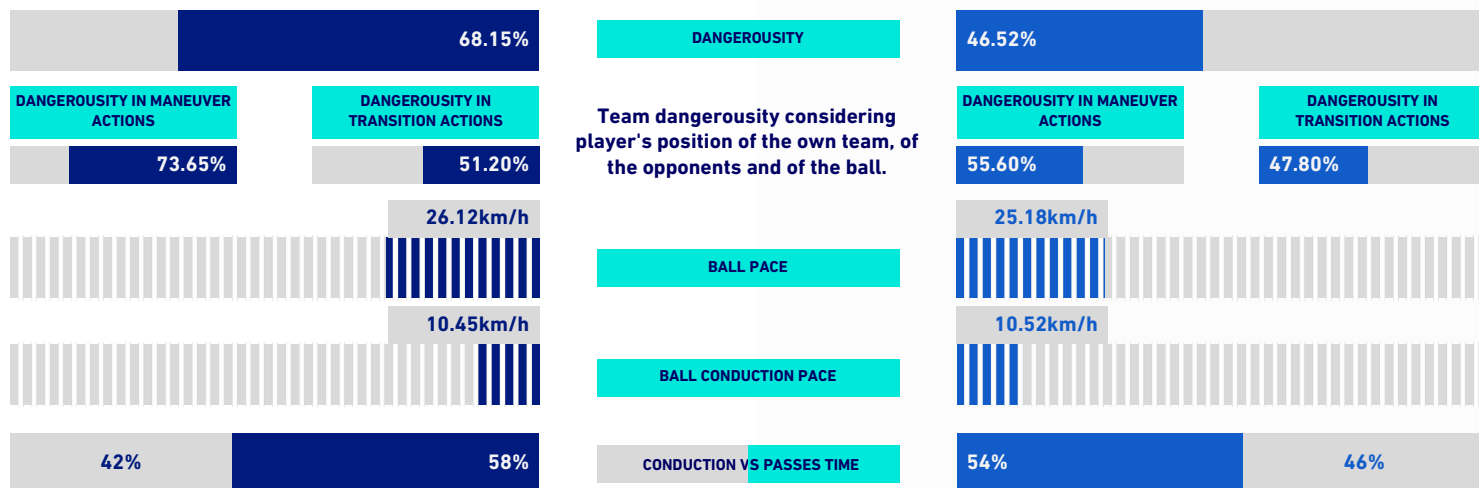 68.15%
DANGEROUSITY
46.52%
DANGEROUSITY IN MANEUVER
ACTIONS
DANGEROUSITY IN
TRANSITION ACTIONS
73.65%
51.20%
Team dangerousity considering
player's position of the own team, of
the opponents and of the ball.
DANGEROUSITY IN MANEUVER
ACTIONS
DANGEROUSITY IN
TRANSITION ACTIONS
55.60%
47.80%
26.12km/h
BALL PACE
25.18km/h
10.45km/h
BALL CONDUCTION PACE
10.52km/h
42%
58%
CONDUCTION VS PASSES TIME
54%
46%